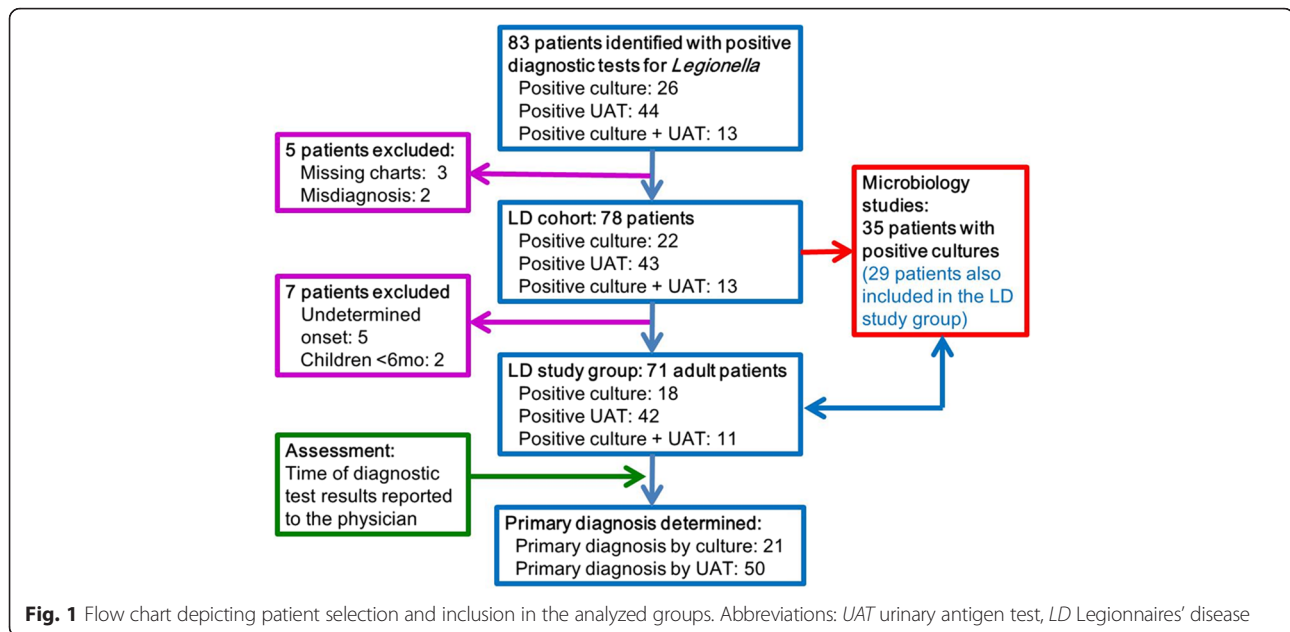 83 patients identified with positive
diagnostic tests for Legionella
Positive culture: 26
Positive UAT: 44
Positive culture + UAT: 13
5 patients excluded:
Missing charts: 3
Misdiagnosis: 2
LD cohort: 78 patients
Positive culture: 22
Positive UAT: 43
Positive culture + UAT: 13
Microbiology
studies:
35 patients with
positive cultures
(29 patients also
included in the LD
study group)
7 patients excluded
Undetermined
onset: 5
Children <6mo: 2
LD study group: 71 adult patients
Positive culture: 18
Positive UAT: 42
Positive culture + UAT: 11
Assessment:
Time of diagnostic
test results reported
to the physician
Primary diagnosis determined:
Primary diagnosis by culture: 21
Primary diagnosis by UAT: 50
Fig. 1 Flow chart depicting patient selection and inclusion in the analyzed groups. Abbreviations: UAT urinary antigen test, LD Legionnaires' disease